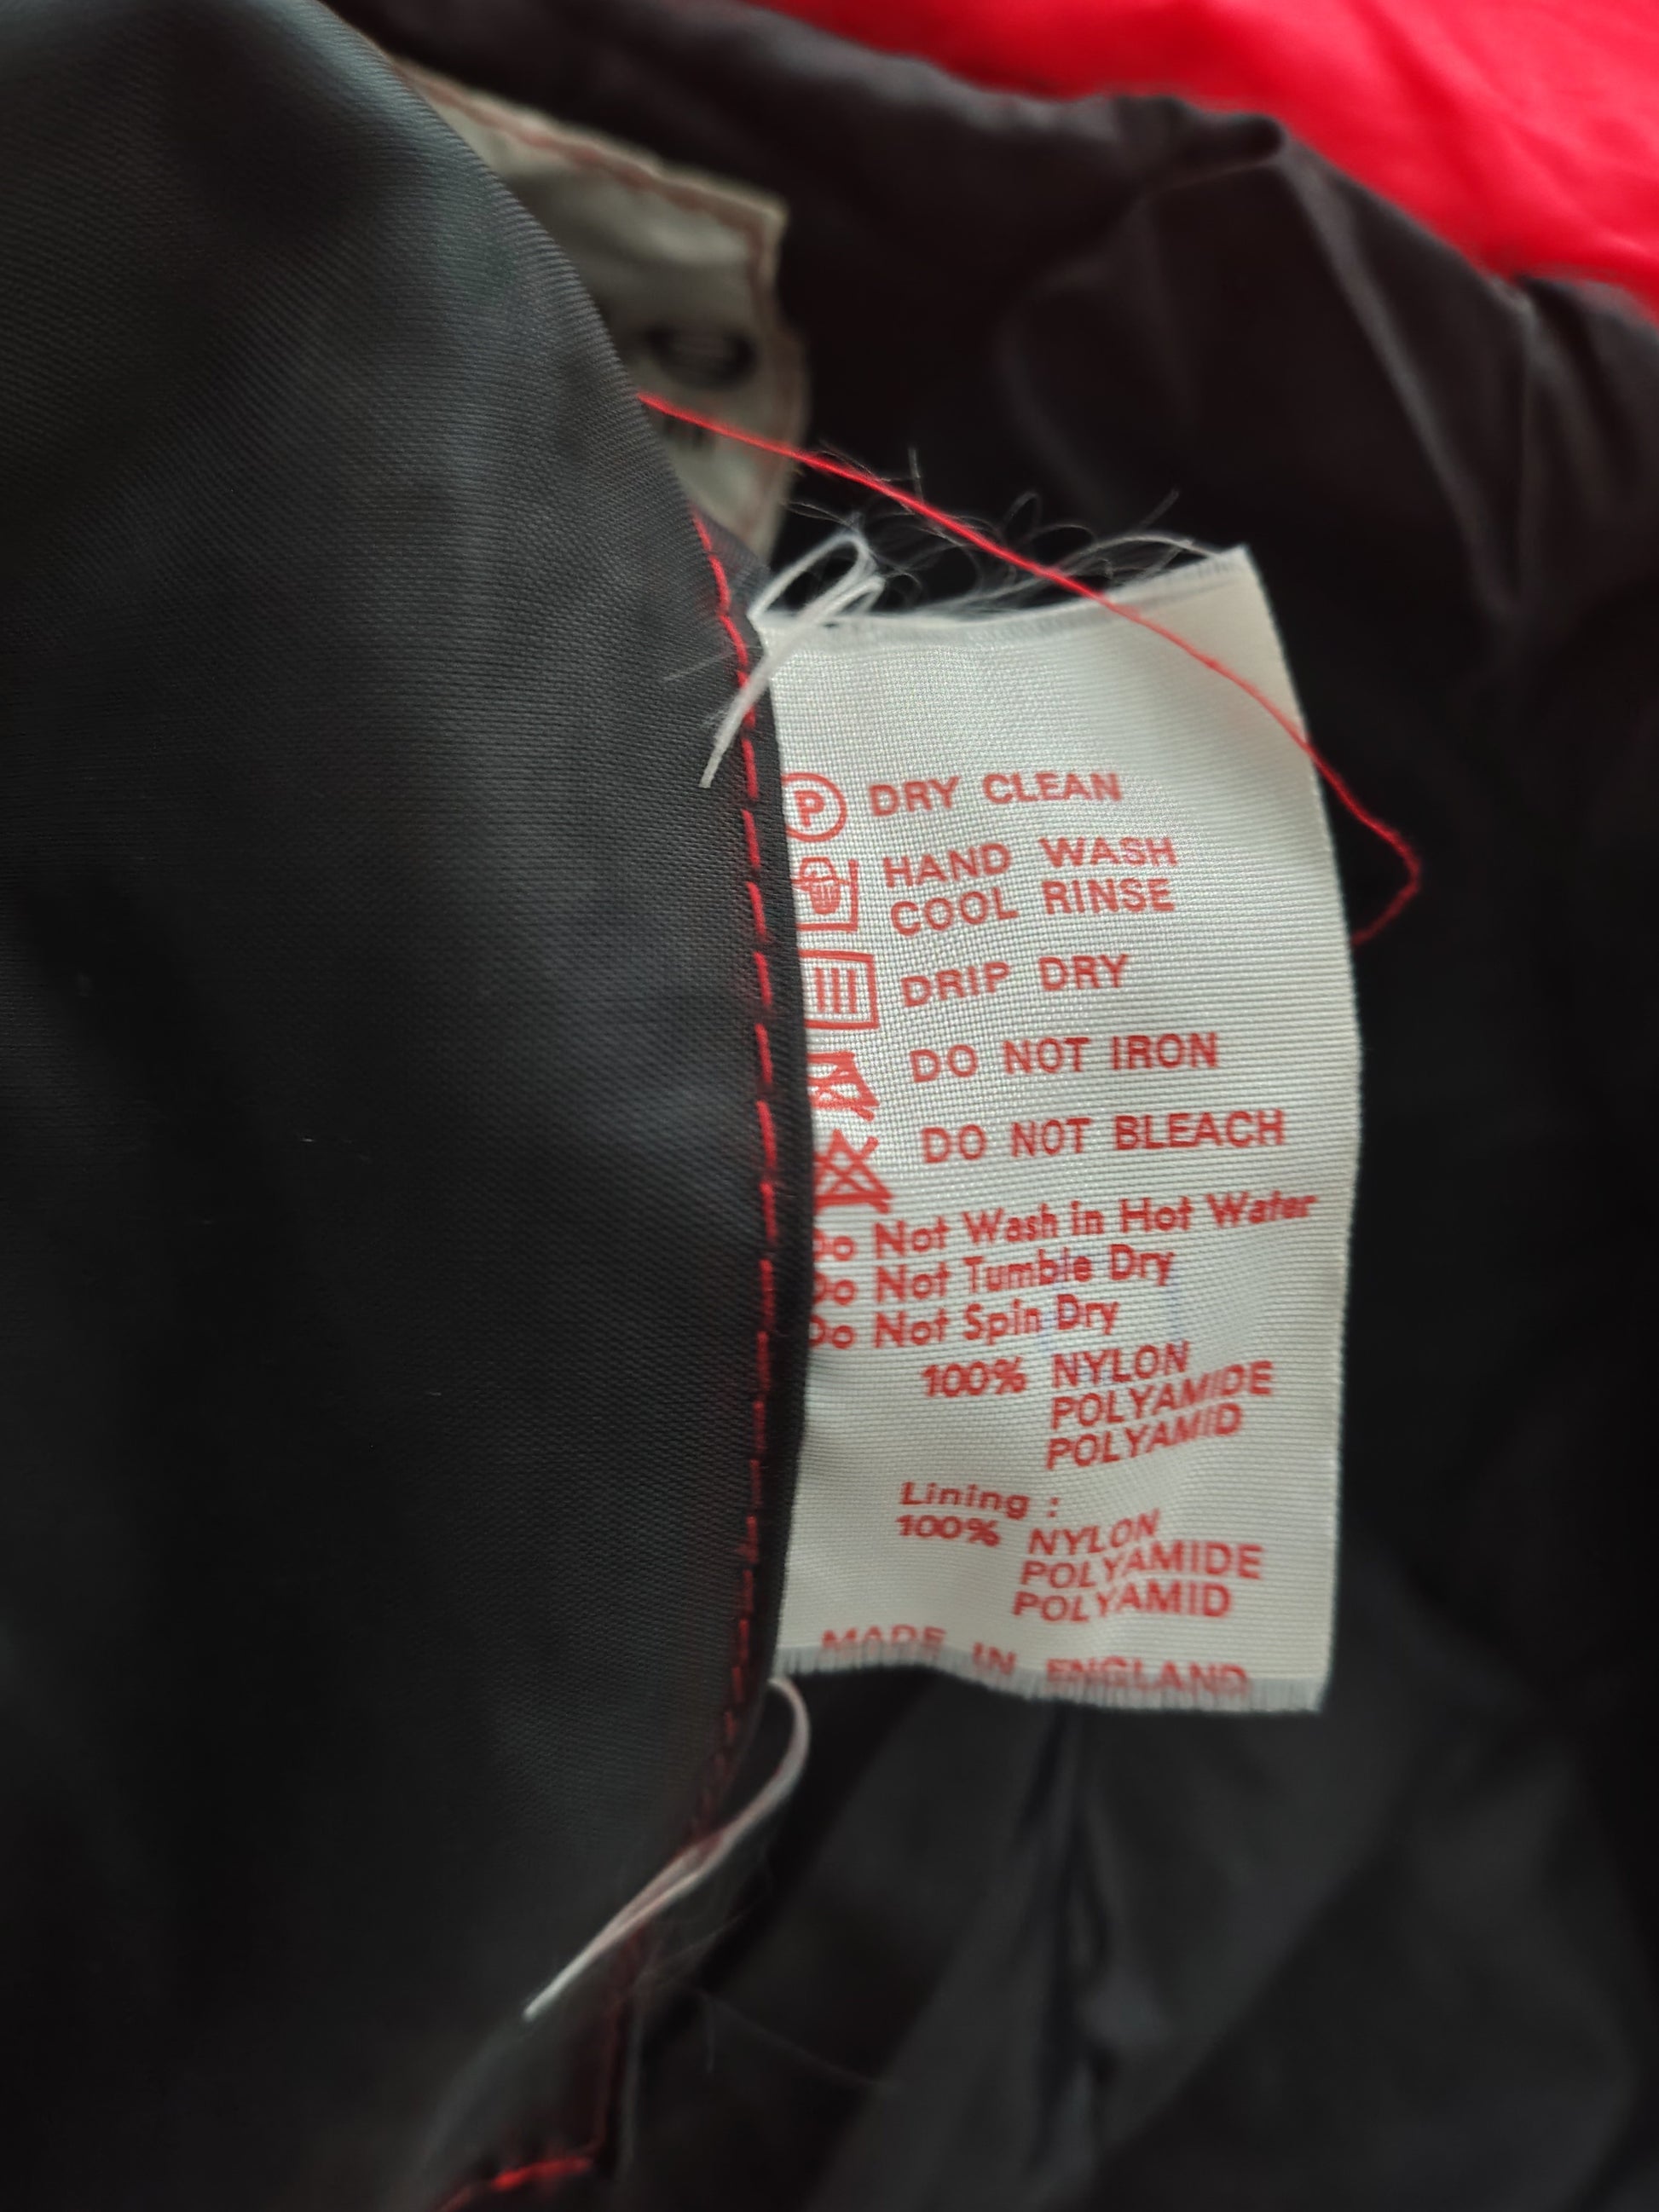 P DRY CLEAN
HAND WASH
COOL RINSE
DRIP DRY
DO NOT IRON
DO NOT BLEACH
Do Not Wash in Hot Water
Do Not Tumble Dry
Do Not Spin Dry
100% NYLON
POLYAMIDE
POLYAMID
Lining :
100% NYLON
POLYAMIDE
POLYAMID
MADE IN ENGLAND